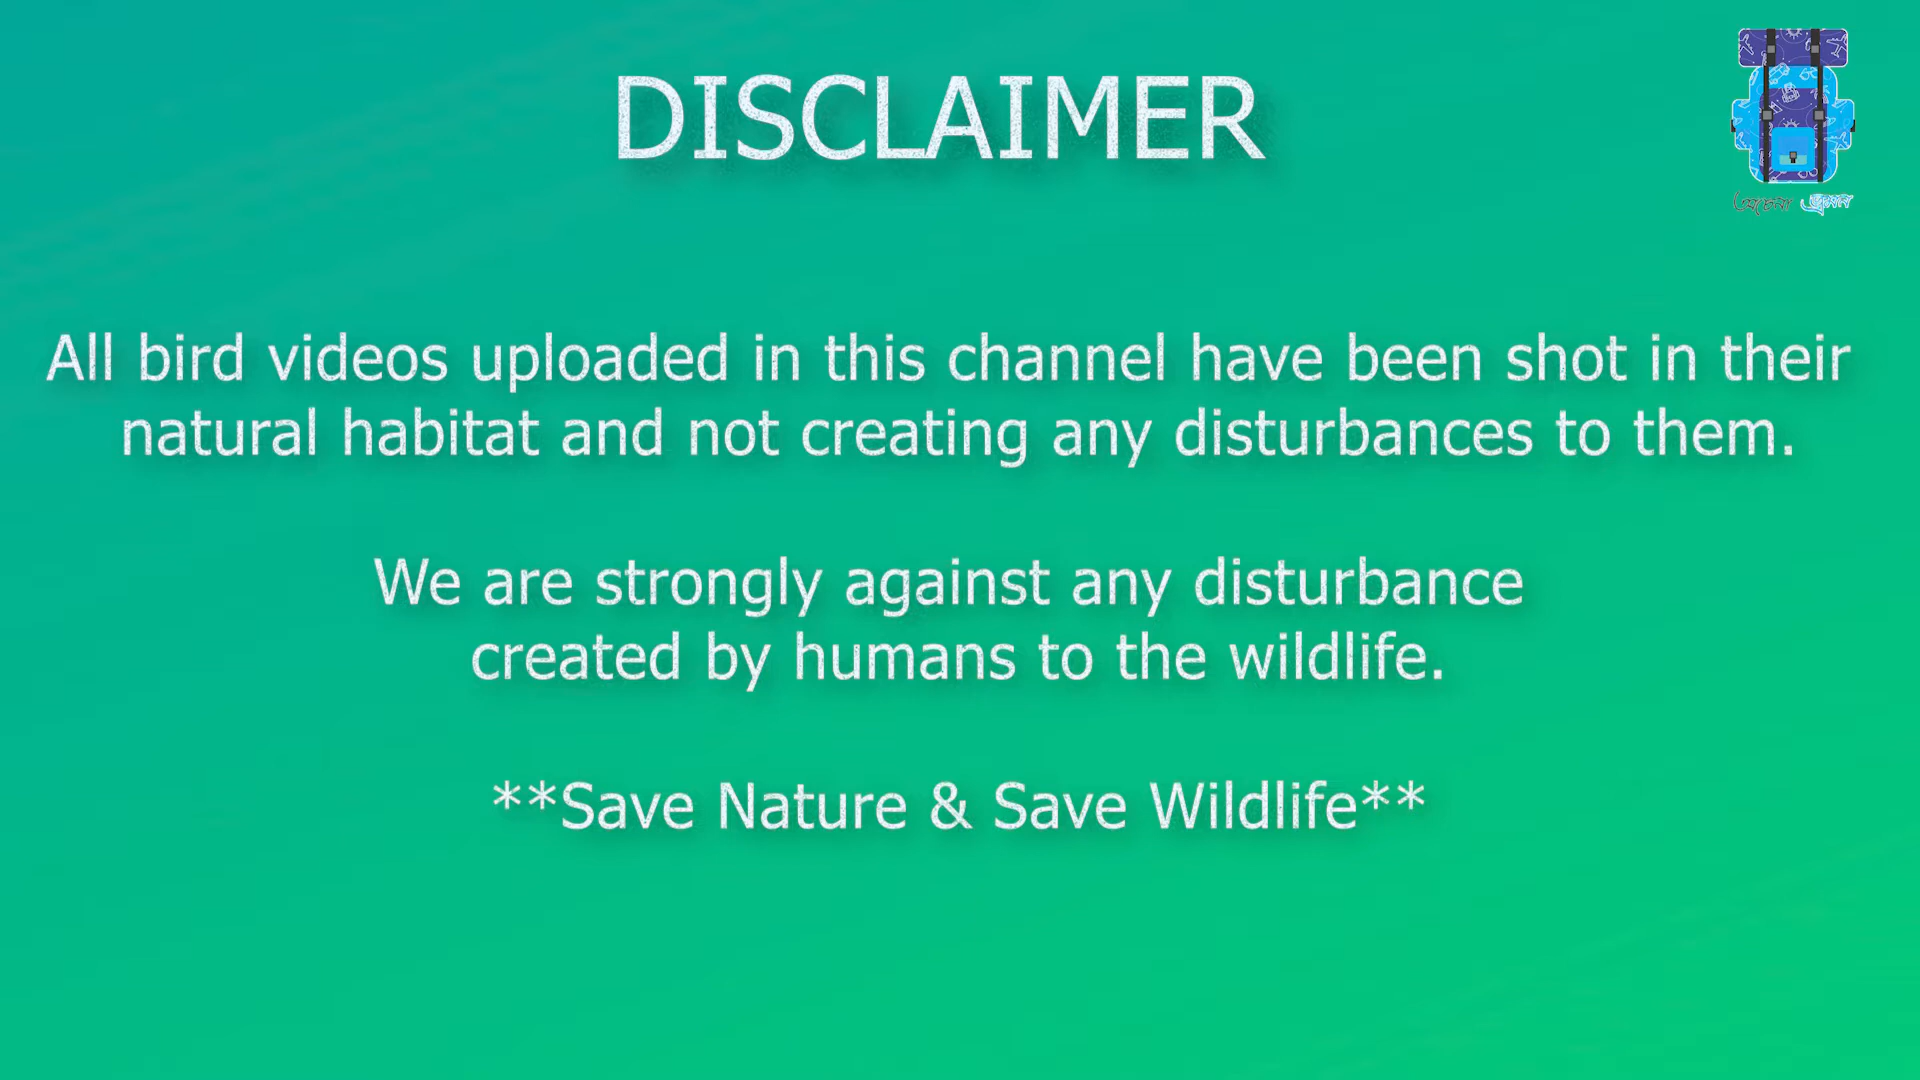 DISCLAIMER
All bird videos uploaded in this channel have been shot in their
natural habitat and not creating any disturbances to them.
We are strongly against any disturbance
created by humans to the wildlife.
**Save Nature & Save Wildlife**